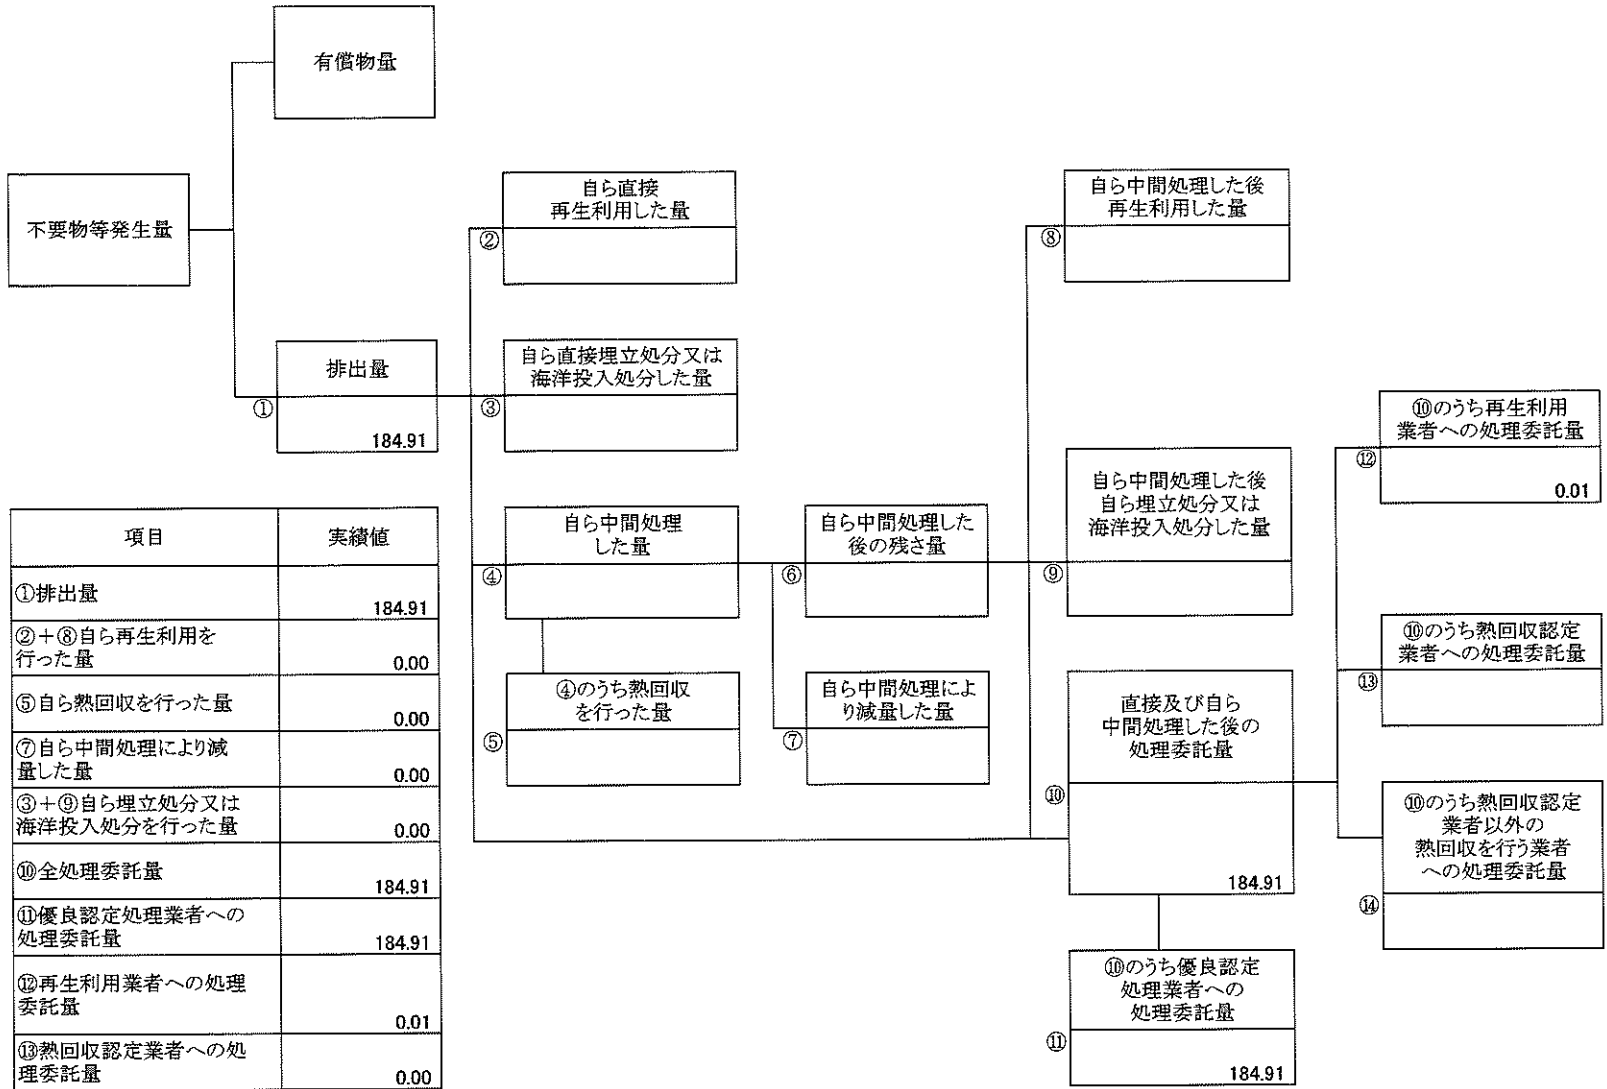 有償物量
不要物等発生量
自ら直接
再生利用した量
②
自ら中間処理した後
再生利用した量
⑧
排出量
①
184.91
自ら直接埋立処分又は
海洋投入処分した量
③
⑩のうち再生利用
業者への処理委託量
⑫
0.01
自ら中間処理
した量
④
自ら中間処理した
後の残さ量
⑥
自ら中間処理した後
自ら埋立処分又は
海洋投入処分した量
⑨
④のうち熱回収
を行った量
⑤
自ら中間処理によ
り減量した量
⑦
直接及び自ら
中間処理した後の
処理委託量
⑩
184.91
⑩のうち熱回収認定
業者への処理委託量
⑬
⑩のうち熱回収認定
業者以外の
熱回収を行う業者
への処理委託量
⑭
⑩のうち優良認定
処理業者への
処理委託量
⑪
184.91
項目 実績値
①排出量 184.91
②+⑧自ら再生利用を
行った量 0.00
⑤自ら熱回収を行った量 0.00
⑦自ら中間処理により減
量した量 0.00
③+⑨自ら埋立処分又は
海洋投入処分を行った量 0.00
⑩全処理委託量 184.91
⑪優良認定処理業者への
処理委託量 184.91
⑫再生利用業者への処理
委託量 0.01
⑬熱回収認定業者への処
理委託量 0.00